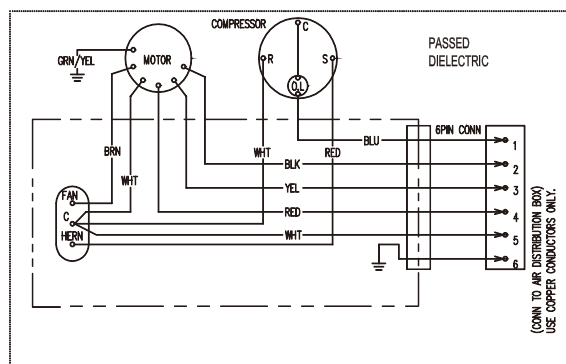 COMPRESSOR
C
PASSED
DIELECTRIC
GRN/YEL
MOTOR
R
S
O.L
6PIN CONN
BLU
1
BRN
WHT
RED
BLK
2
WHT
YEL
3
FAN
C
HERN
RED
4
WHT
5
6
(CONN TO AIR DISTRIBUTION BOX)
USE COPPER CONDUCTORS ONLY.